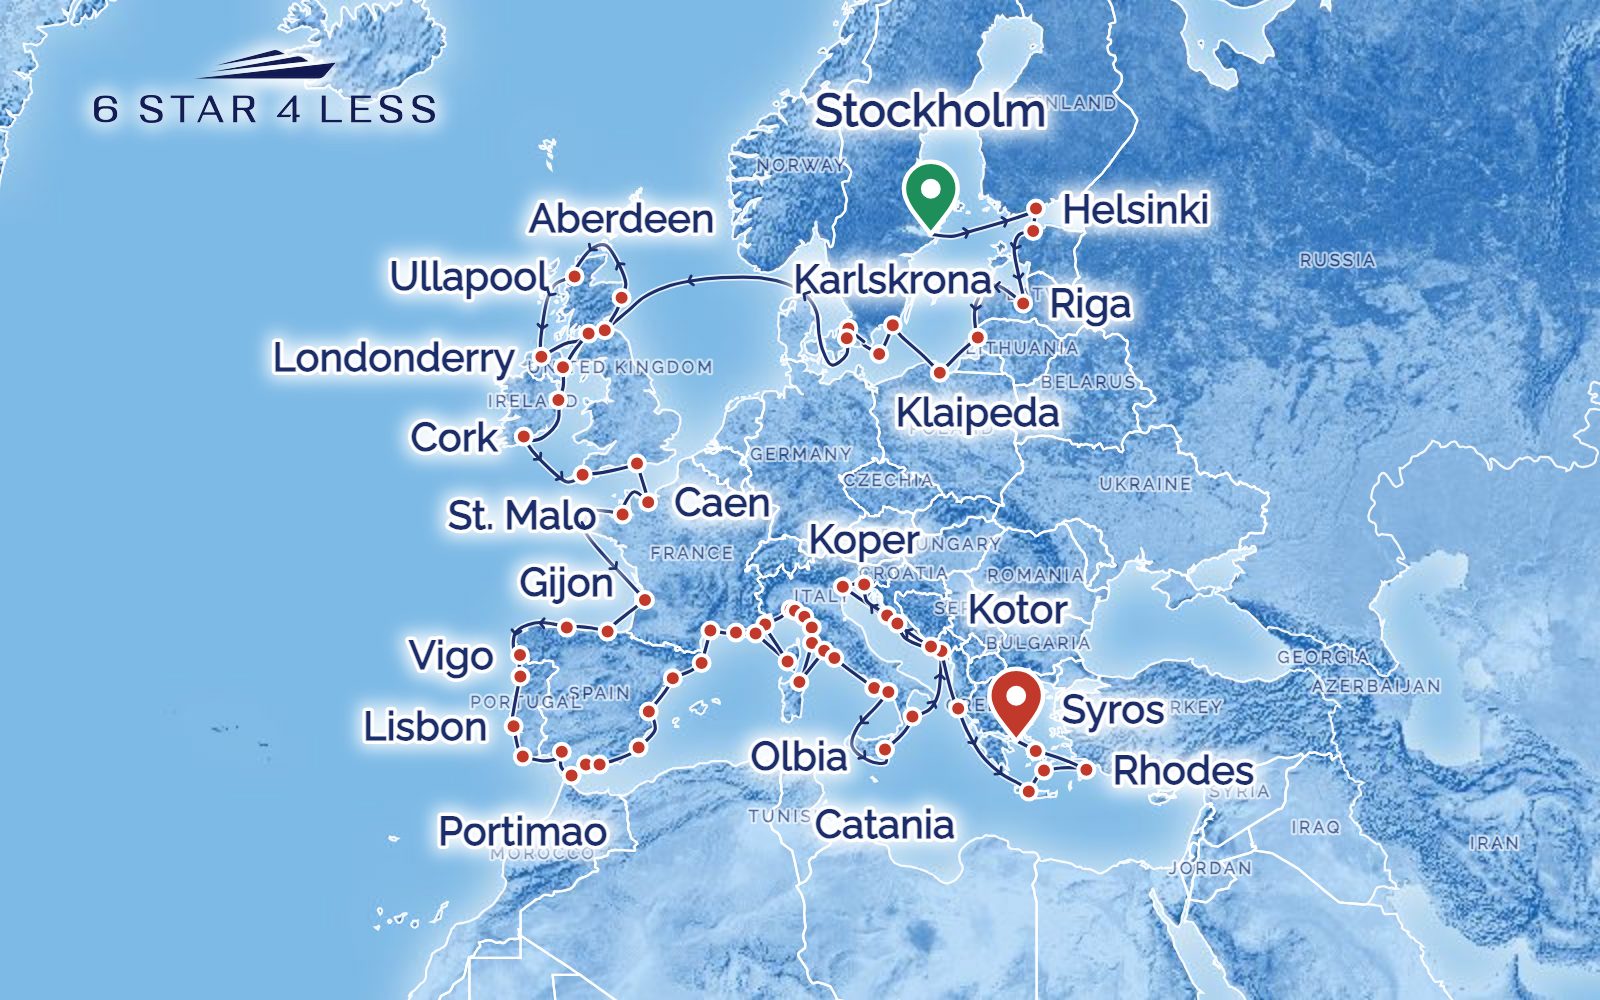 6 STAR 4 LESS
Stockholm
FINLAND
NORWAY
Helsinki
Aberdeen
RUSSIA
Ullapool
Karlskrona
Riga
Londonderry
LITHUANIA
UNITED KINGDOM
BELARUS
IRELAND
Klaipeda
POLAND
Cork
GERMANY
CZECHIA
UKRAINE
Caen
St. Malo
Koper
HUNGARY
FRANCE
CROATIA
ROMANIA
Gijon
ITALY
Kotor
BULGARIA
Vigo
GEORGIA
AZERBAIJAN
SPAIN
PORTUGAL
Syros
Lisbon
Olbia
Rhodes
SYRIA
TUNIS
Catania
IRAQ
Portimao
IRAN
MOROCCO
JORDAN